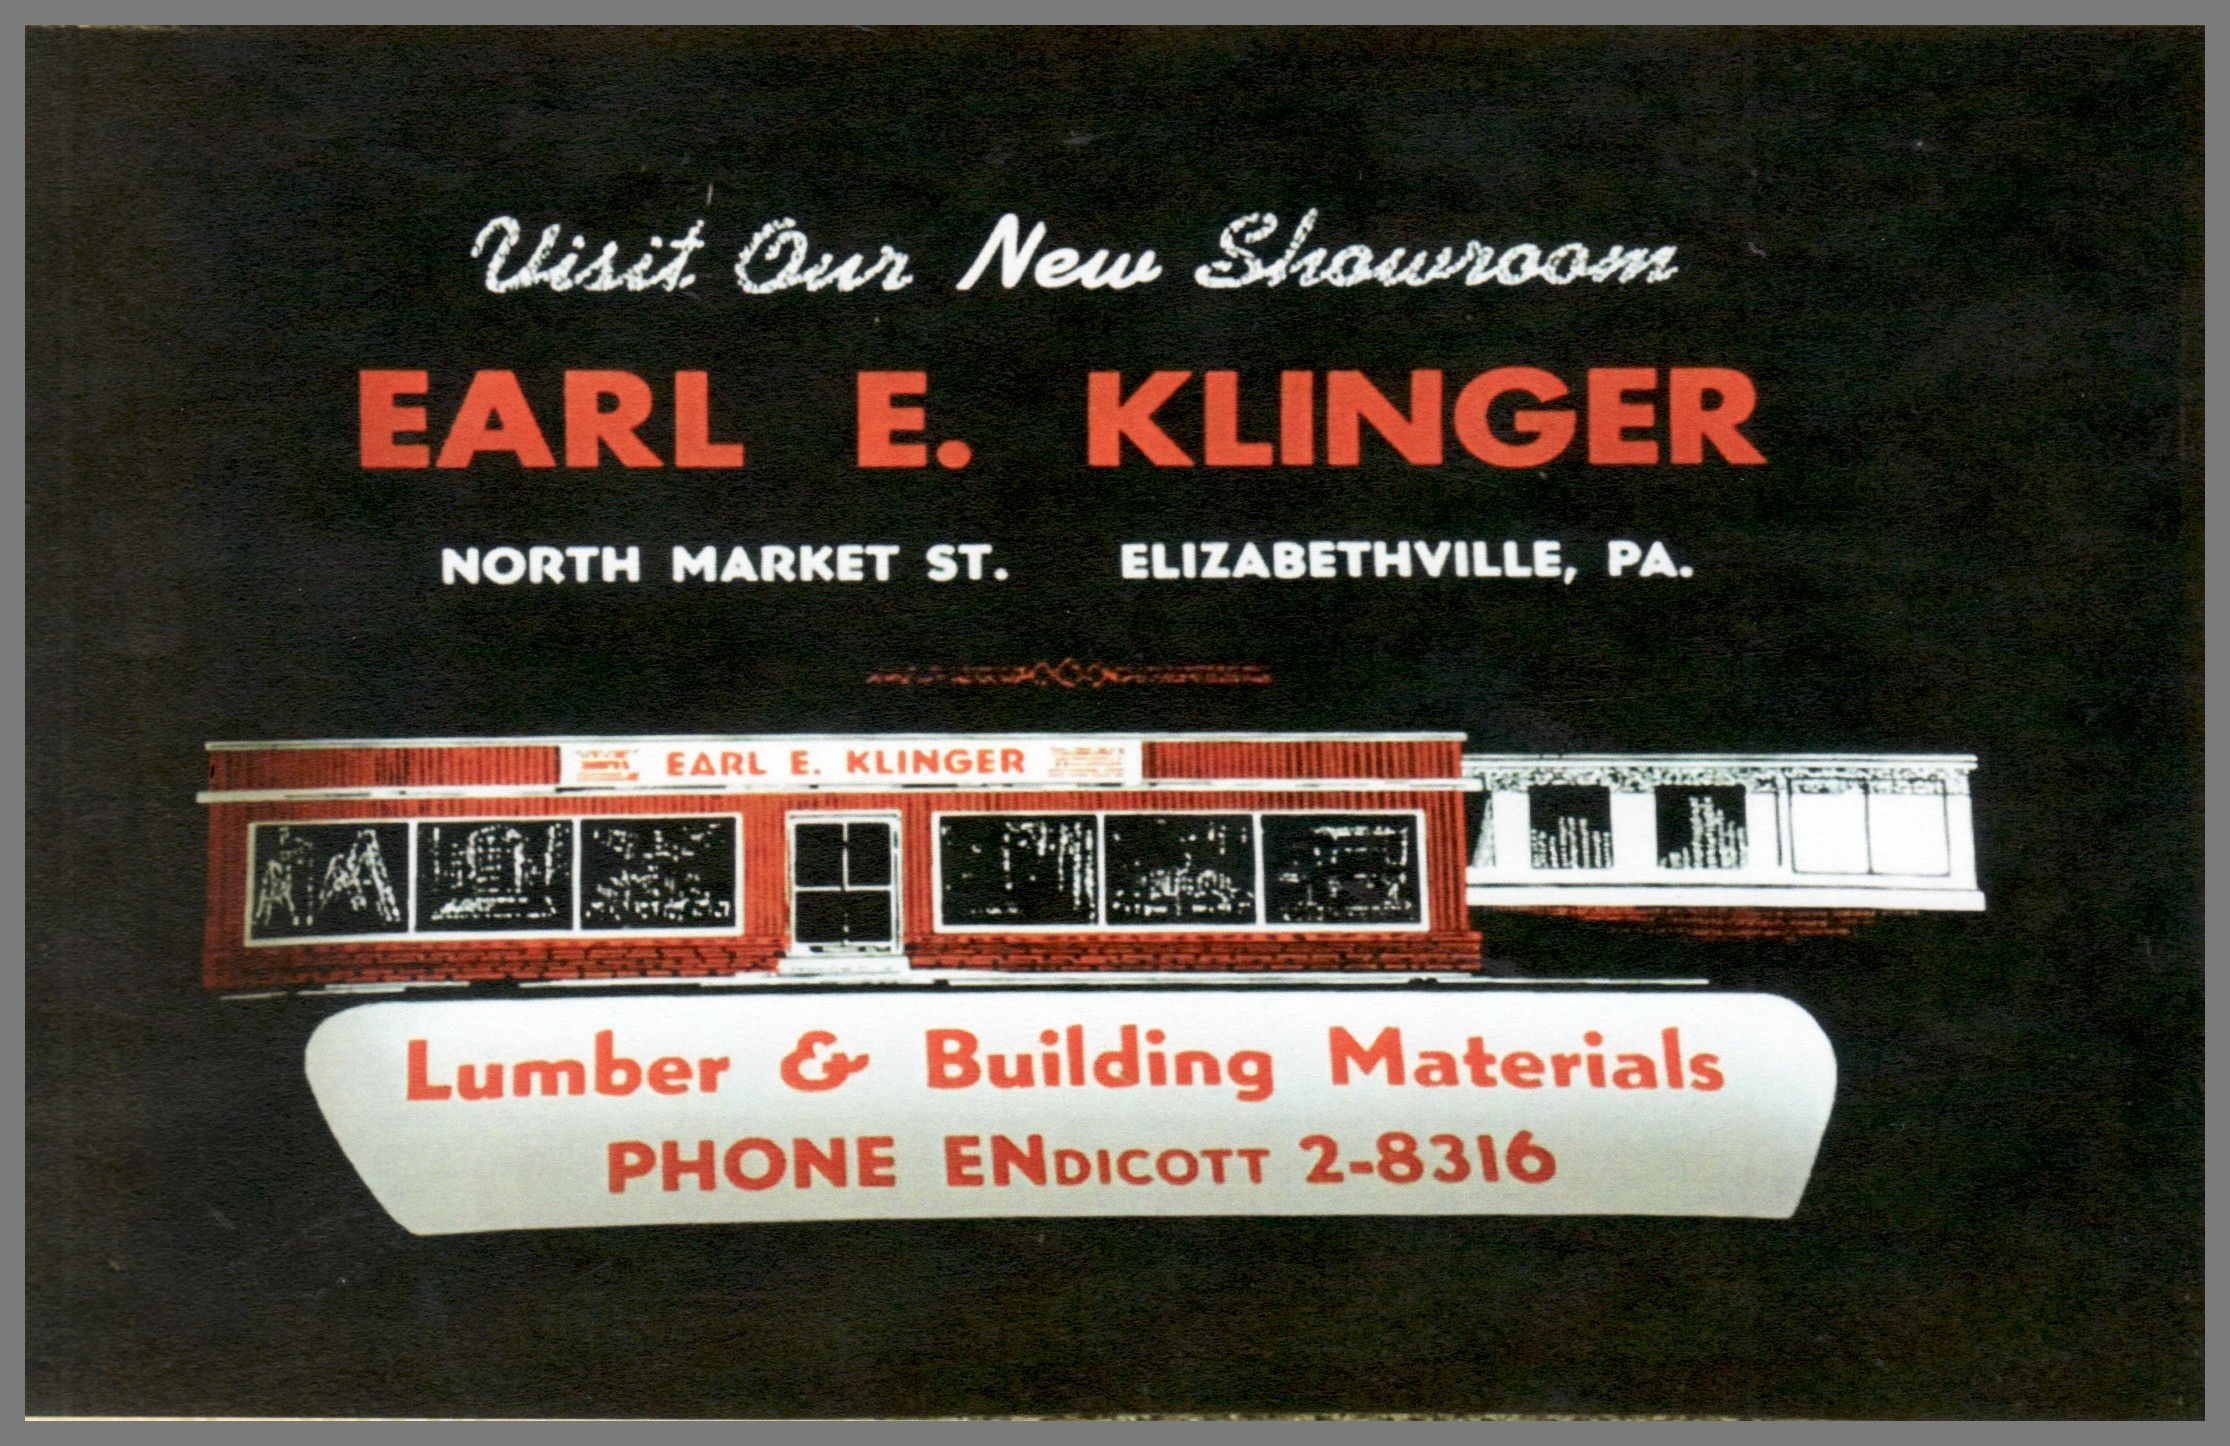 Visit Our New Showroom
EARL E. KLINGER
NORTH MARKET ST. ELIZABETHVILLE, PA.
EARL E. KLINGER
Lumber & Building Materials
PHONE ENDICOTT 2-8316